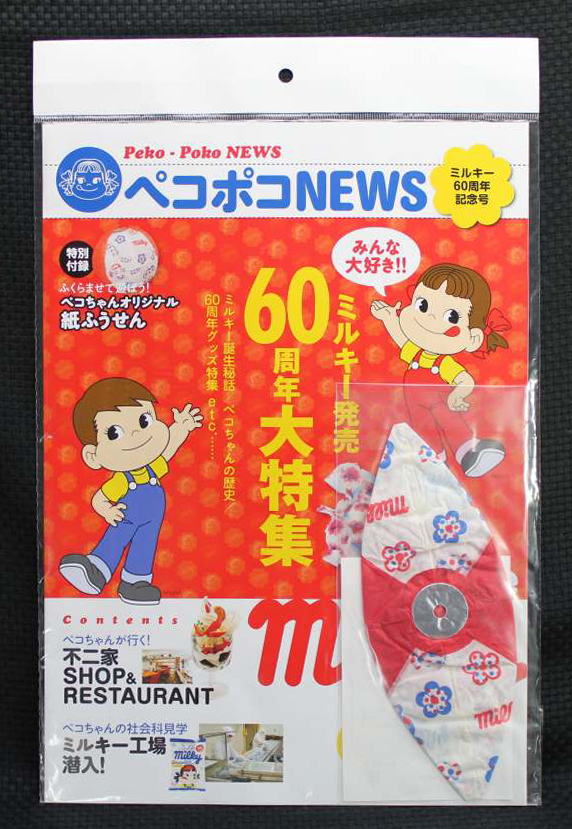 Peko - Poko NEWS
ペコポコNEWS
ミルキー
60周年
記念号
特別
付録
ふくらませて遊ぼう!
ペコちゃんオリジナル
紙ふうせん
みんな
大好き!!
ミルキー発売
60周年大特集
ミルキー誕生秘話/ペコちゃんの歴史/
60周年グッズ特集 etc.……
milky
milk
Contents
ペコちゃんが行く!
不二家
SHOP&
RESTAURANT
ペコちゃんの社会科見学
ミルキー工場
潜入!
milky
m
milk